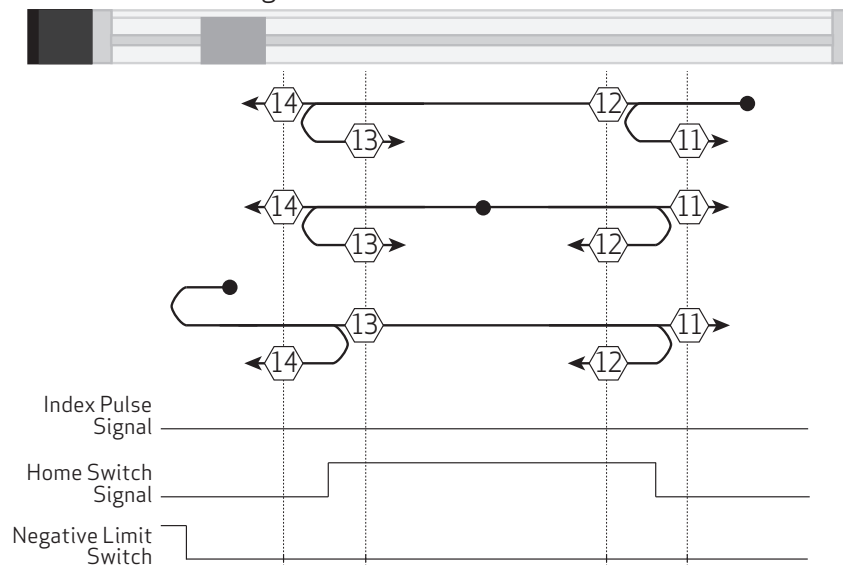 14 12
13 11
14 11
13 12
13 11
14 12
Index Pulse
Signal
Home Switch
Signal
Negative Limit
Switch